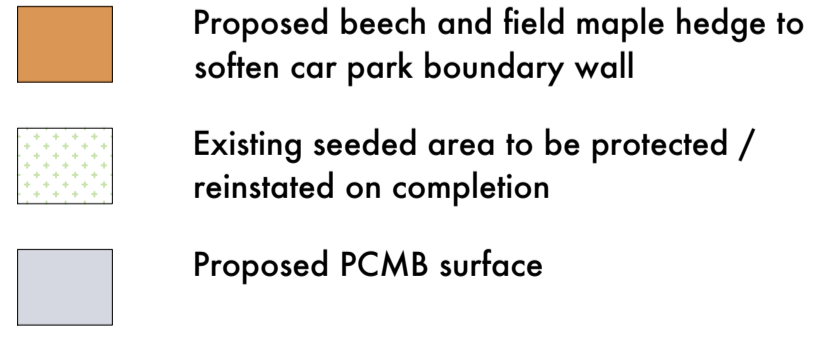 Proposed beech and field maple hedge to
soften car park boundary wall
Existing seeded area to be protected /
reinstated on completion
Proposed PCMB surface